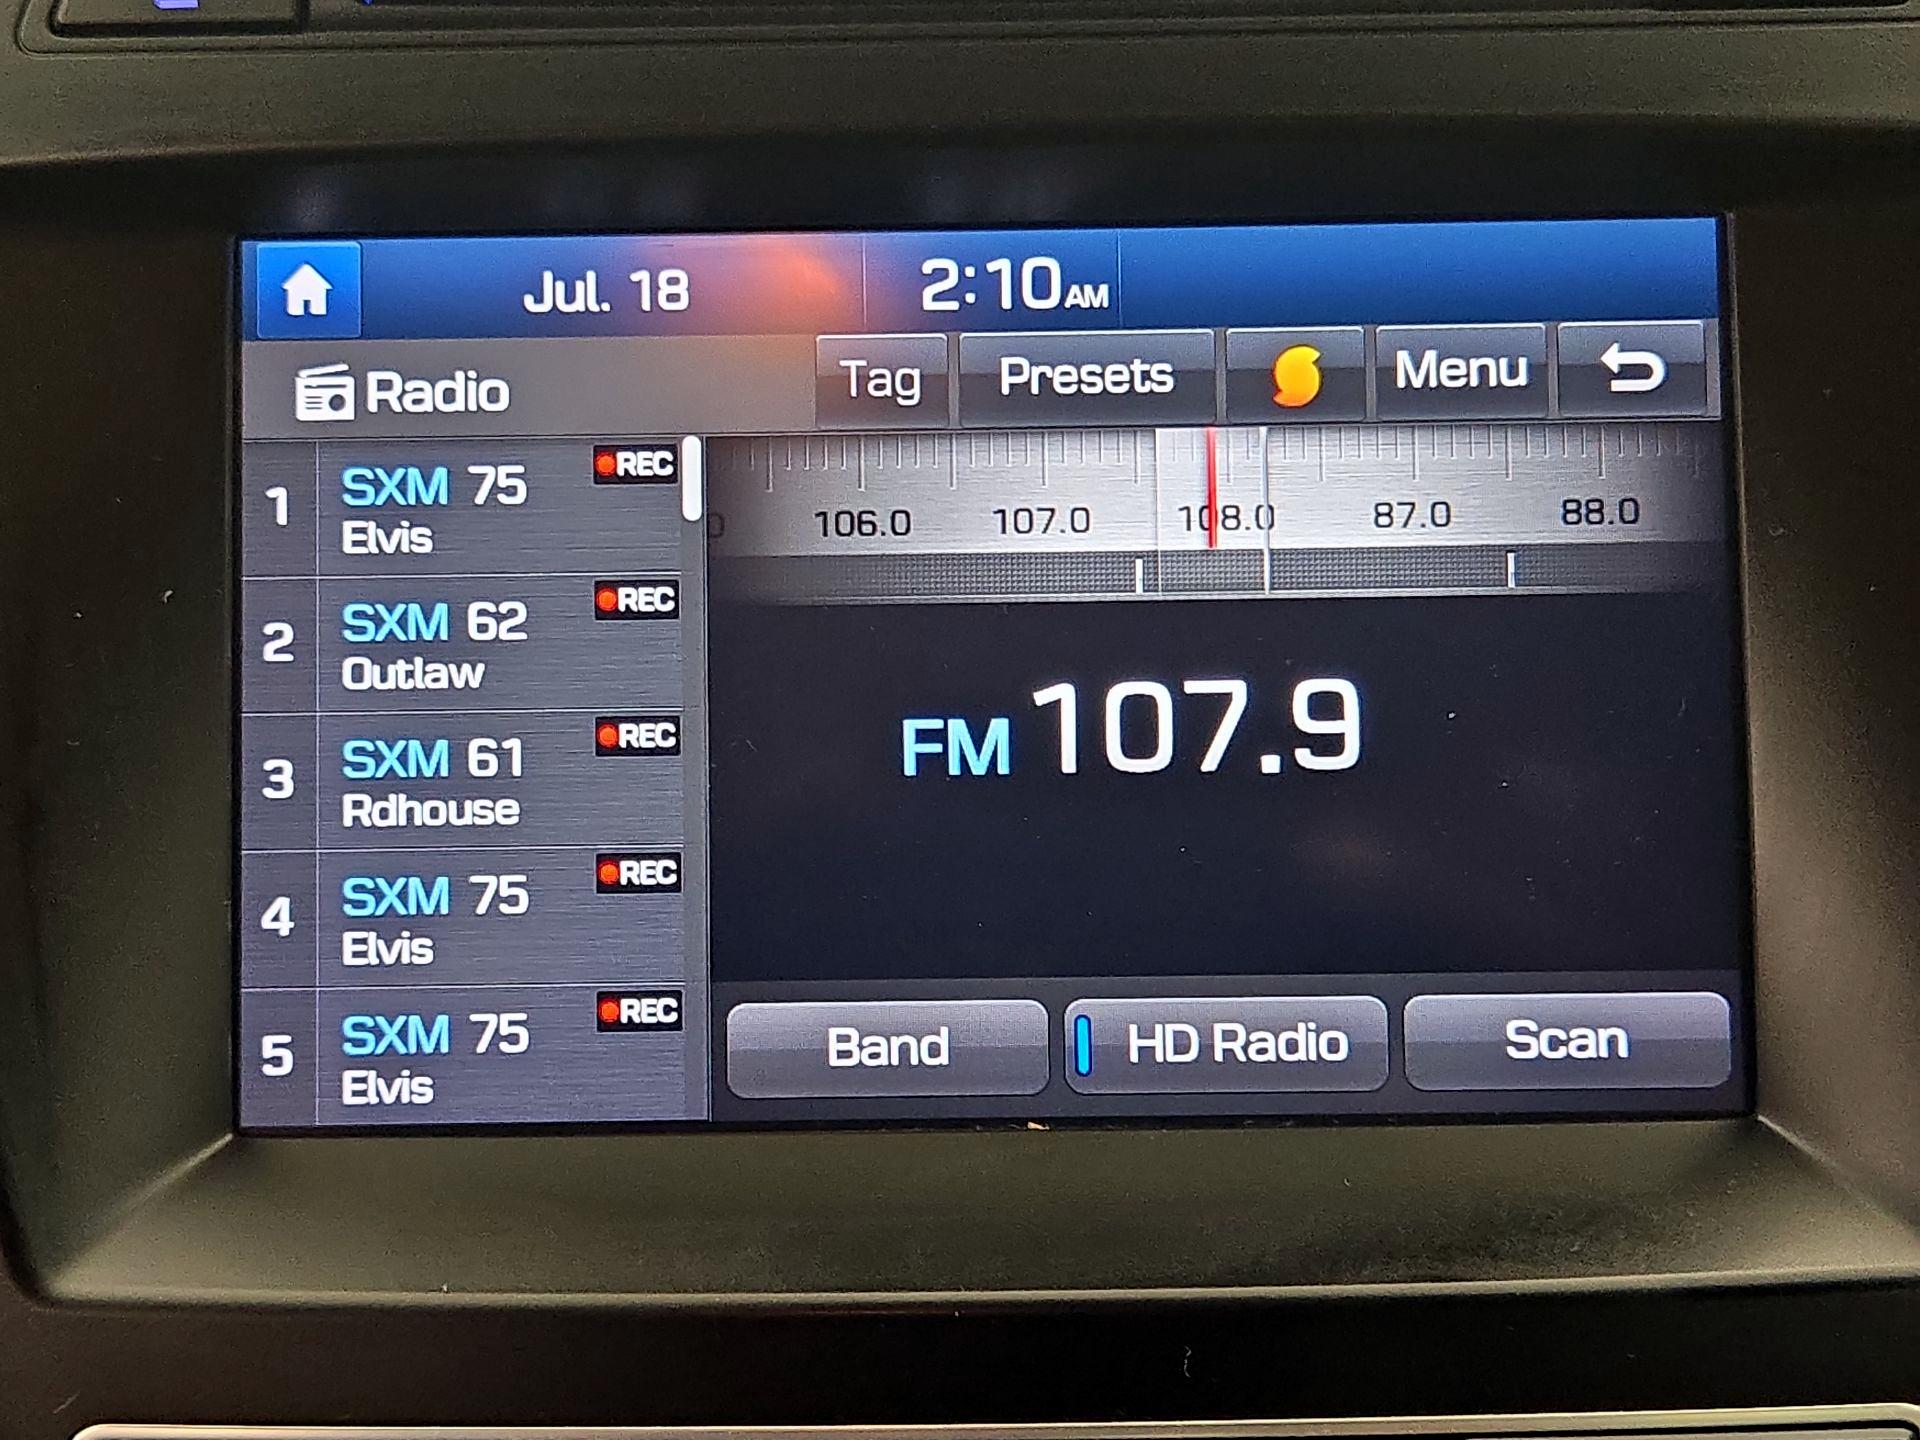 Jul. 18 2:10 AM
Radio Tag Presets Menu
1 SXM 75 REC
Elvis
2 SXM 62 REC
Outlaw
3 SXM 61 REC
Rdhouse
4 SXM 75 REC
Elvis
5 SXM 75 REC
Elvis
106.0 107.0 108.0 87.0 88.0
FM 107.9
Band HD Radio Scan